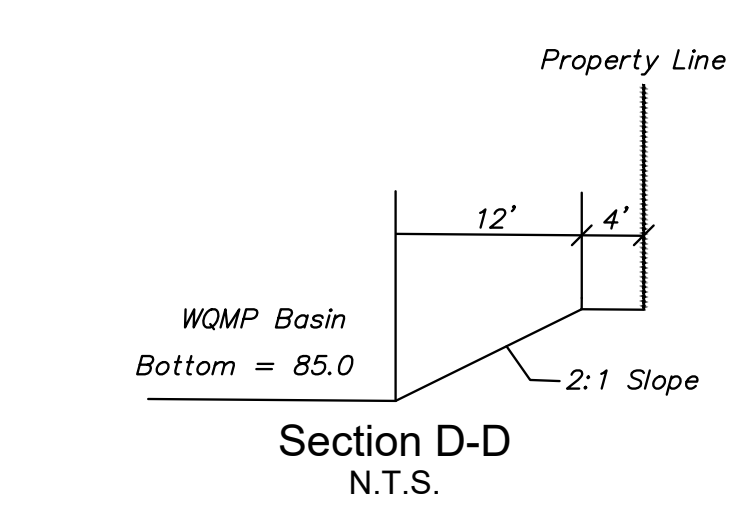 Property Line
12’
4’
WQMP Basin
Bottom = 85.0
2:1 Slope
Section D-D
N.T.S.